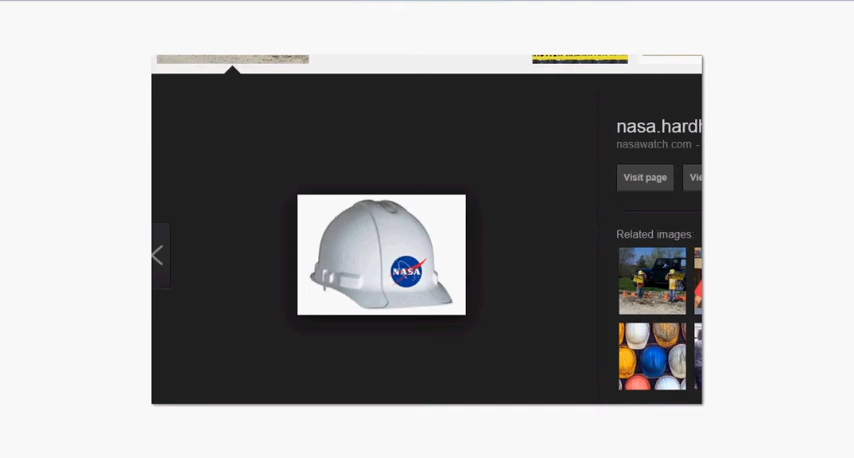 nasa.hardh
nasawatch.com -
Visit page
Vie
Related images:
NASA